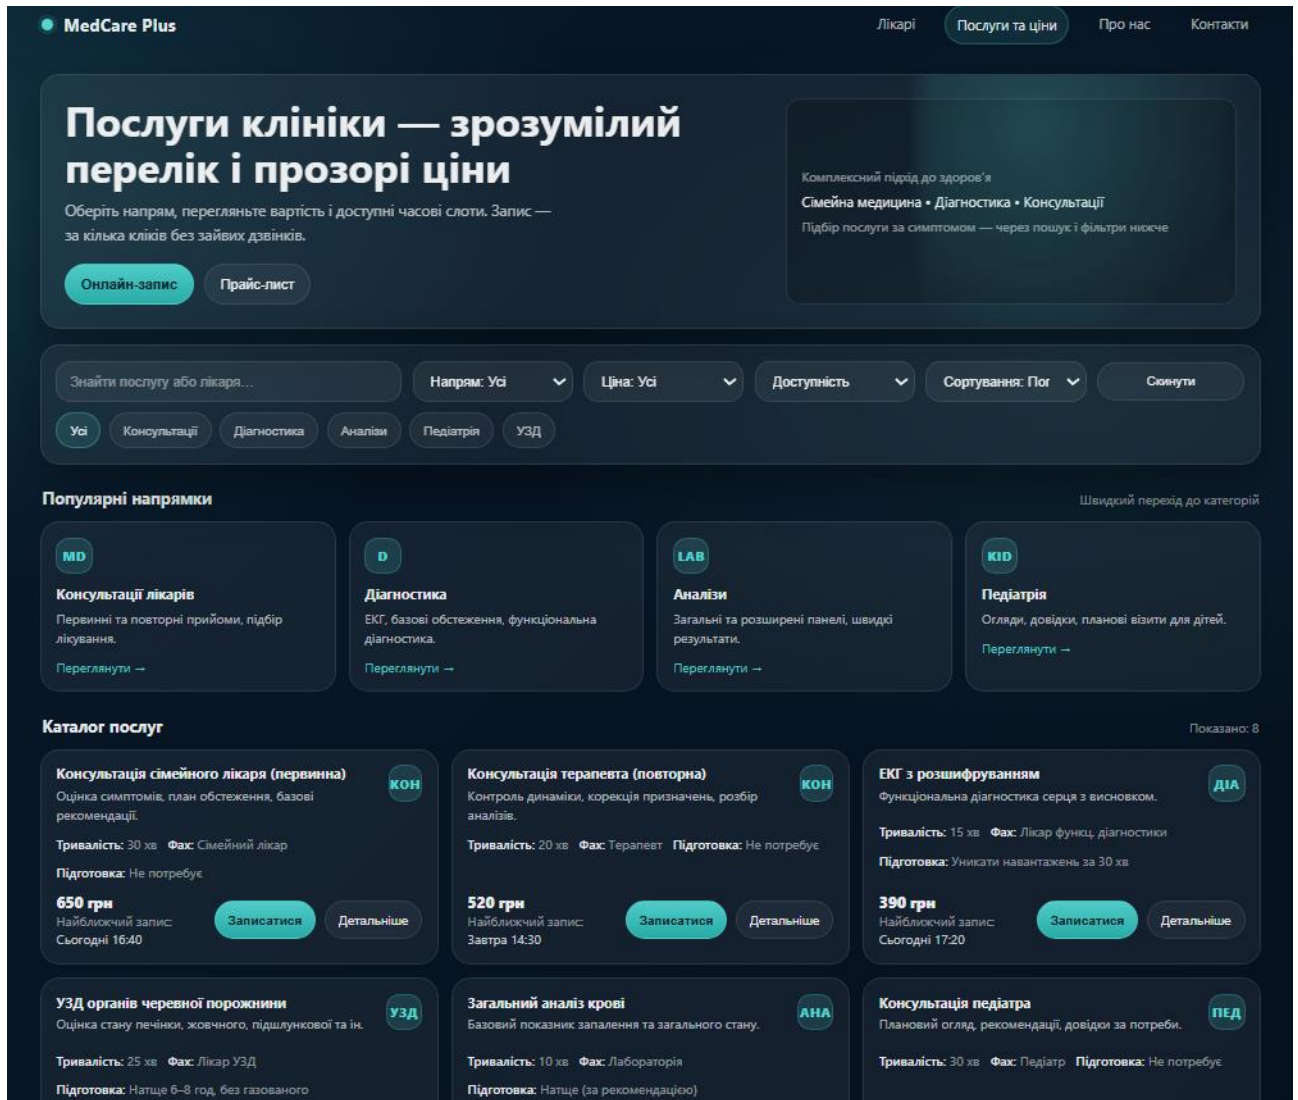 MedCare Plus
Лікарі
Послуги та ціни
Про нас
Контакти
Послуги клініки — зрозумілий
перелік і прозорі ціни
Оберіть напрям, перегляньте вартість і доступні часові слоти. Запис —
за кілька кліків без зайвих дзвінків.
Онлайн-запис
Прайс-лист
Комплексний підхід до здоров'я
Сімейна медицина • Діагностика • Консультації
Підбір послуги за симптомом — через пошук і фільтри нижче
Знайти послугу або лікаря...
Напрям: Усі
Ціна: Усі
Доступність
Сортування: Поп
Скинути
Усі
Консультації
Діагностика
Аналізи
Педіатрія
УЗД
Популярні напрямки
Швидкий перехід до категорій
MD
Консультації лікарів
Первинні та повторні прийоми, підбір
лікування.
Переглянути →
D
Діагностика
ЕКГ, базові обстеження, функціональна
діагностика.
Переглянути →
LAB
Аналізи
Загальні та розширені панелі, швидкі
результати.
Переглянути →
KID
Педіатрія
Огляди, довідки, планові візити для дітей.
Переглянути →
Каталог послуг
Показано: 8
Консультація сімейного лікаря (первинна)
КОН
Оцінка симптомів, план обстеження, базові
рекомендації.
Тривалість: 30 хв Фах: Сімейний лікар
Підготовка: Не потребує
650 грн
Найближчий запис:
Сьогодні 16:40
Записатися
Детальніше
Консультація терапевта (повторна)
КОН
Контроль динаміки, корекція призначень, розбір
аналізів.
Тривалість: 20 хв Фах: Терапевт Підготовка: Не потребує
520 грн
Найближчий запис:
Завтра 14:30
Записатися
Детальніше
ЕКГ з розшифруванням
ДІА
Функціональна діагностика серця з висновком.
Тривалість: 15 хв Фах: Лікар функц. діагностики
Підготовка: Уникати навантажень за 30 хв
390 грн
Найближчий запис:
Сьогодні 17:20
Записатися
Детальніше
УЗД органів черевної порожнини
УЗД
Оцінка стану печінки, жовчного, підшлункової та ін.
Тривалість: 25 хв Фах: Лікар УЗД
Підготовка: Натще 6–8 год, без газованого
Загальний аналіз крові
АНА
Базовий показник запалення та загального стану.
Тривалість: 10 хв Фах: Лабораторія
Підготовка: Натще (за рекомендацією)
Консультація педіатра
ПЕД
Плановий огляд, рекомендації, довідки за потреби.
Тривалість: 30 хв Фах: Педіатр Підготовка: Не потребує